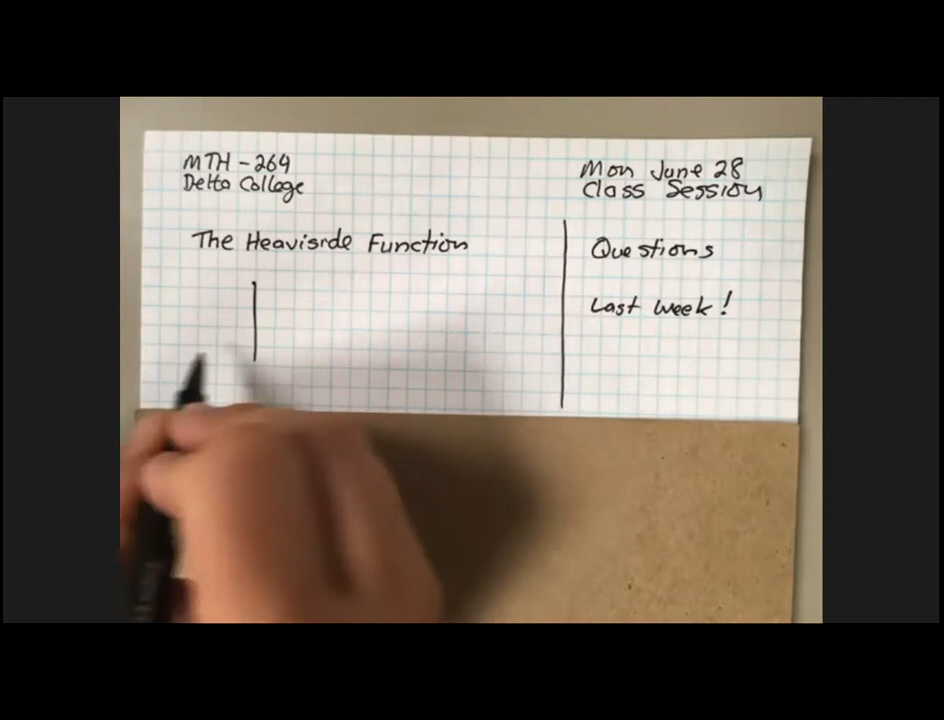 MTH - 264
Delta College
Mon June 28
Class Session
The Heaviside Function
Questions
Last week!